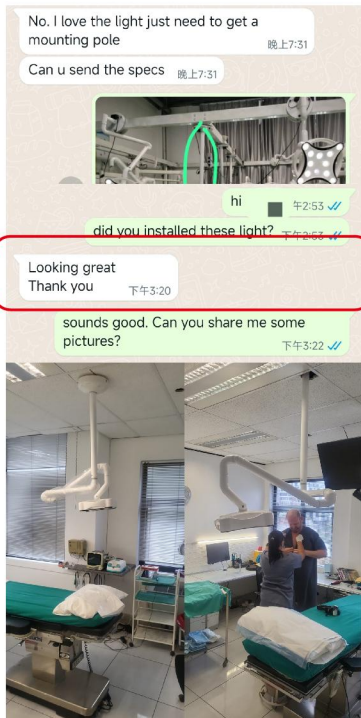 No. I love the light just need to get a
mounting pole
晚上7:31
Can u send the specs
晚上7:31
hi
午2:53
did you installed these light?
下午2:53
Looking great
Thank you
下午3:20
sounds good. Can you share me some
pictures?
下午3:22